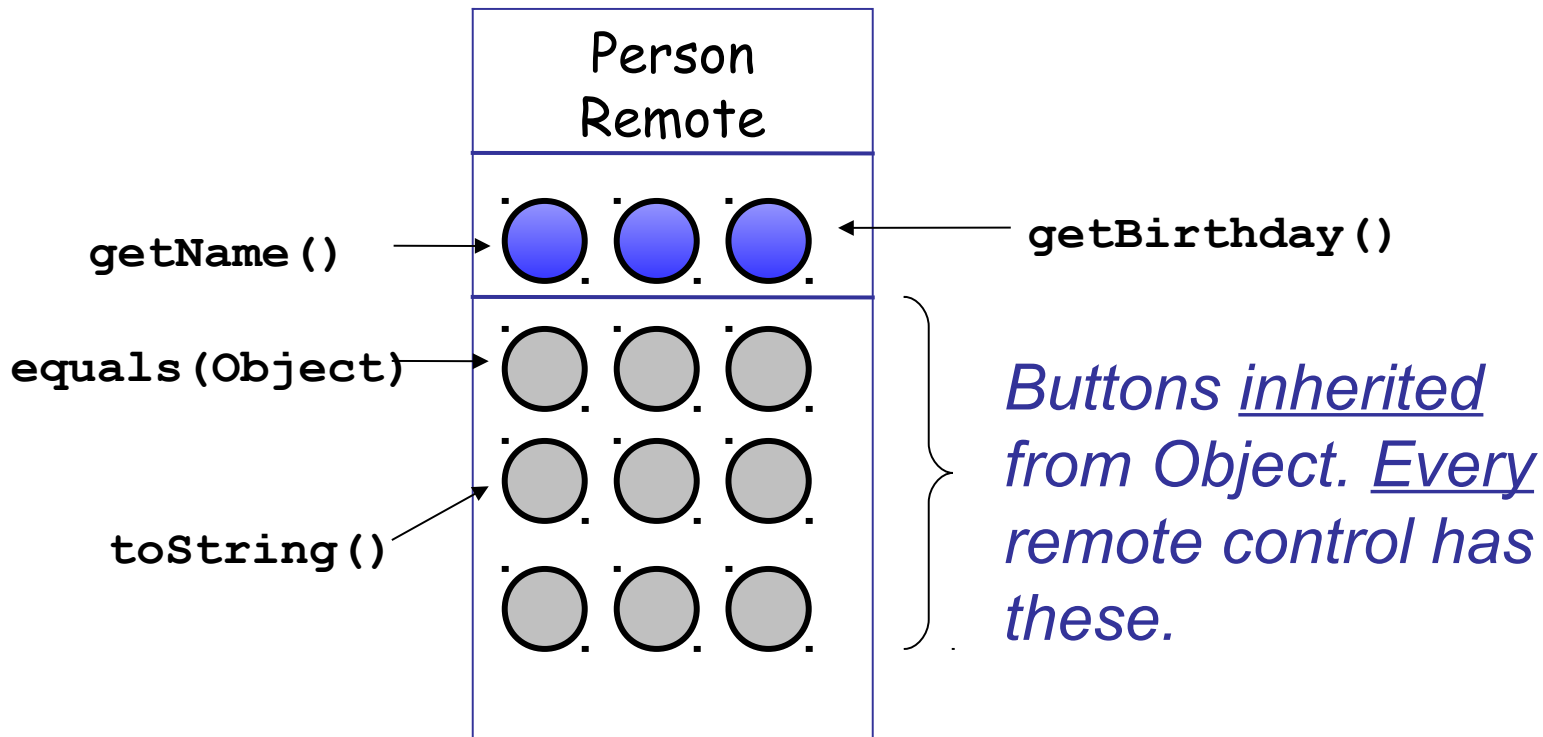 Person
Remote
getName()
getBirthday()
equals(Object)
toString()
Buttons inherited
from Object. Every
remote control has
these.